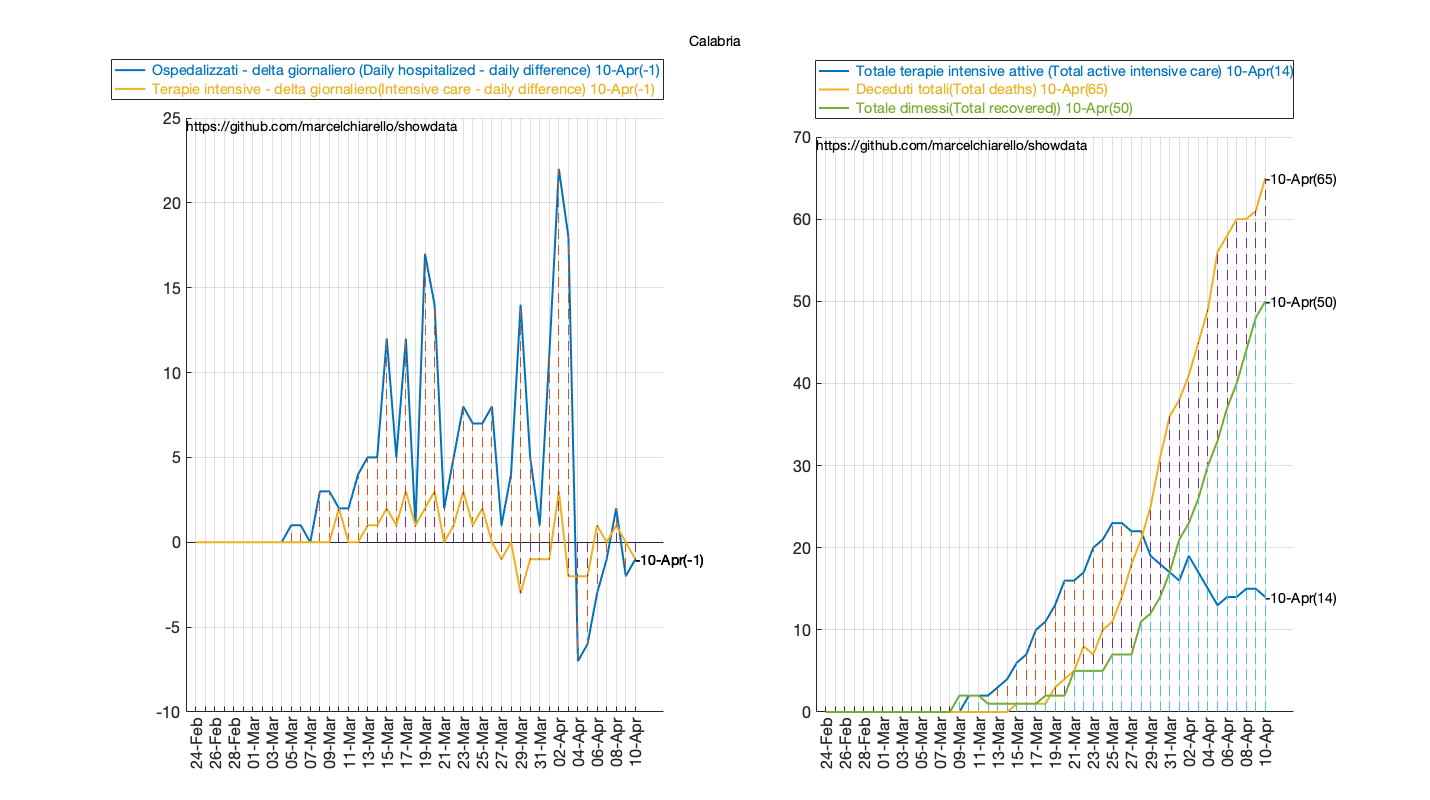 Calabria
Ospedalizzati - delta giornaliero (Daily hospitalized - daily difference) 10-Apr(-1)
Terapie intensive - delta giornaliero(Intensive care - daily difference) 10-Apr(-1)
https://github.com/marcelchiarello/showdata
25
20
15
10
5
0
-5
-10
-10-Apr(-1)
24-Feb
26-Feb
28-Feb
01-Mar
03-Mar
05-Mar
07-Mar
09-Mar
11-Mar
13-Mar
15-Mar
17-Mar
19-Mar
21-Mar
23-Mar
25-Mar
27-Mar
29-Mar
31-Mar
02-Apr
04-Apr
06-Apr
08-Apr
10-Apr
Totale terapie intensive attive (Total active intensive care) 10-Apr(14)
Deceduti totali(Total deaths) 10-Apr(65)
Totale dimessi(Total recovered)) 10-Apr(50)
https://github.com/marcelchiarello/showdata
70
60
50
40
30
20
10
0
-10-Apr(65)
-10-Apr(50)
-10-Apr(14)
24-Feb
26-Feb
28-Feb
01-Mar
03-Mar
05-Mar
07-Mar
09-Mar
11-Mar
13-Mar
15-Mar
17-Mar
19-Mar
21-Mar
23-Mar
25-Mar
27-Mar
29-Mar
31-Mar
02-Apr
04-Apr
06-Apr
08-Apr
10-Apr